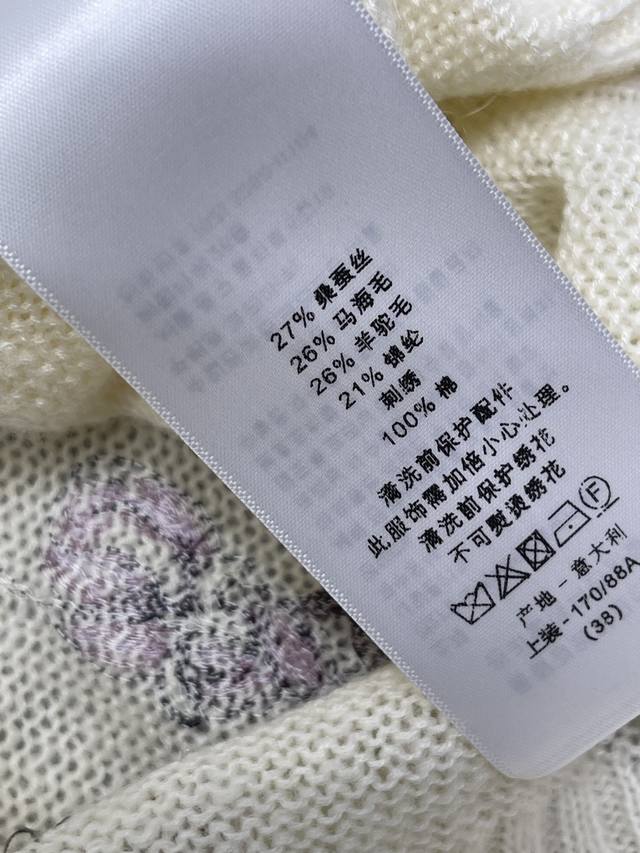 27%桑蚕丝
26% 马海毛
26% 羊驼毛
21% 锦纶
刺绣
100% 棉
清洗前保护配件
此服饰需加倍小心处理。
清洗前保护绣花
不可熨烫绣花
F
产地 - 意大利
上装 - 170/88A
(38)